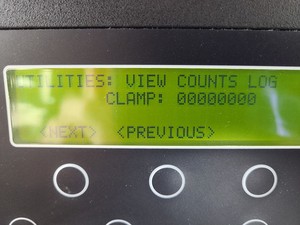 UTILITIES: VIEW COUNTS LOG
CLAMP: 00000000
<NEXT> <PREVIOUS>